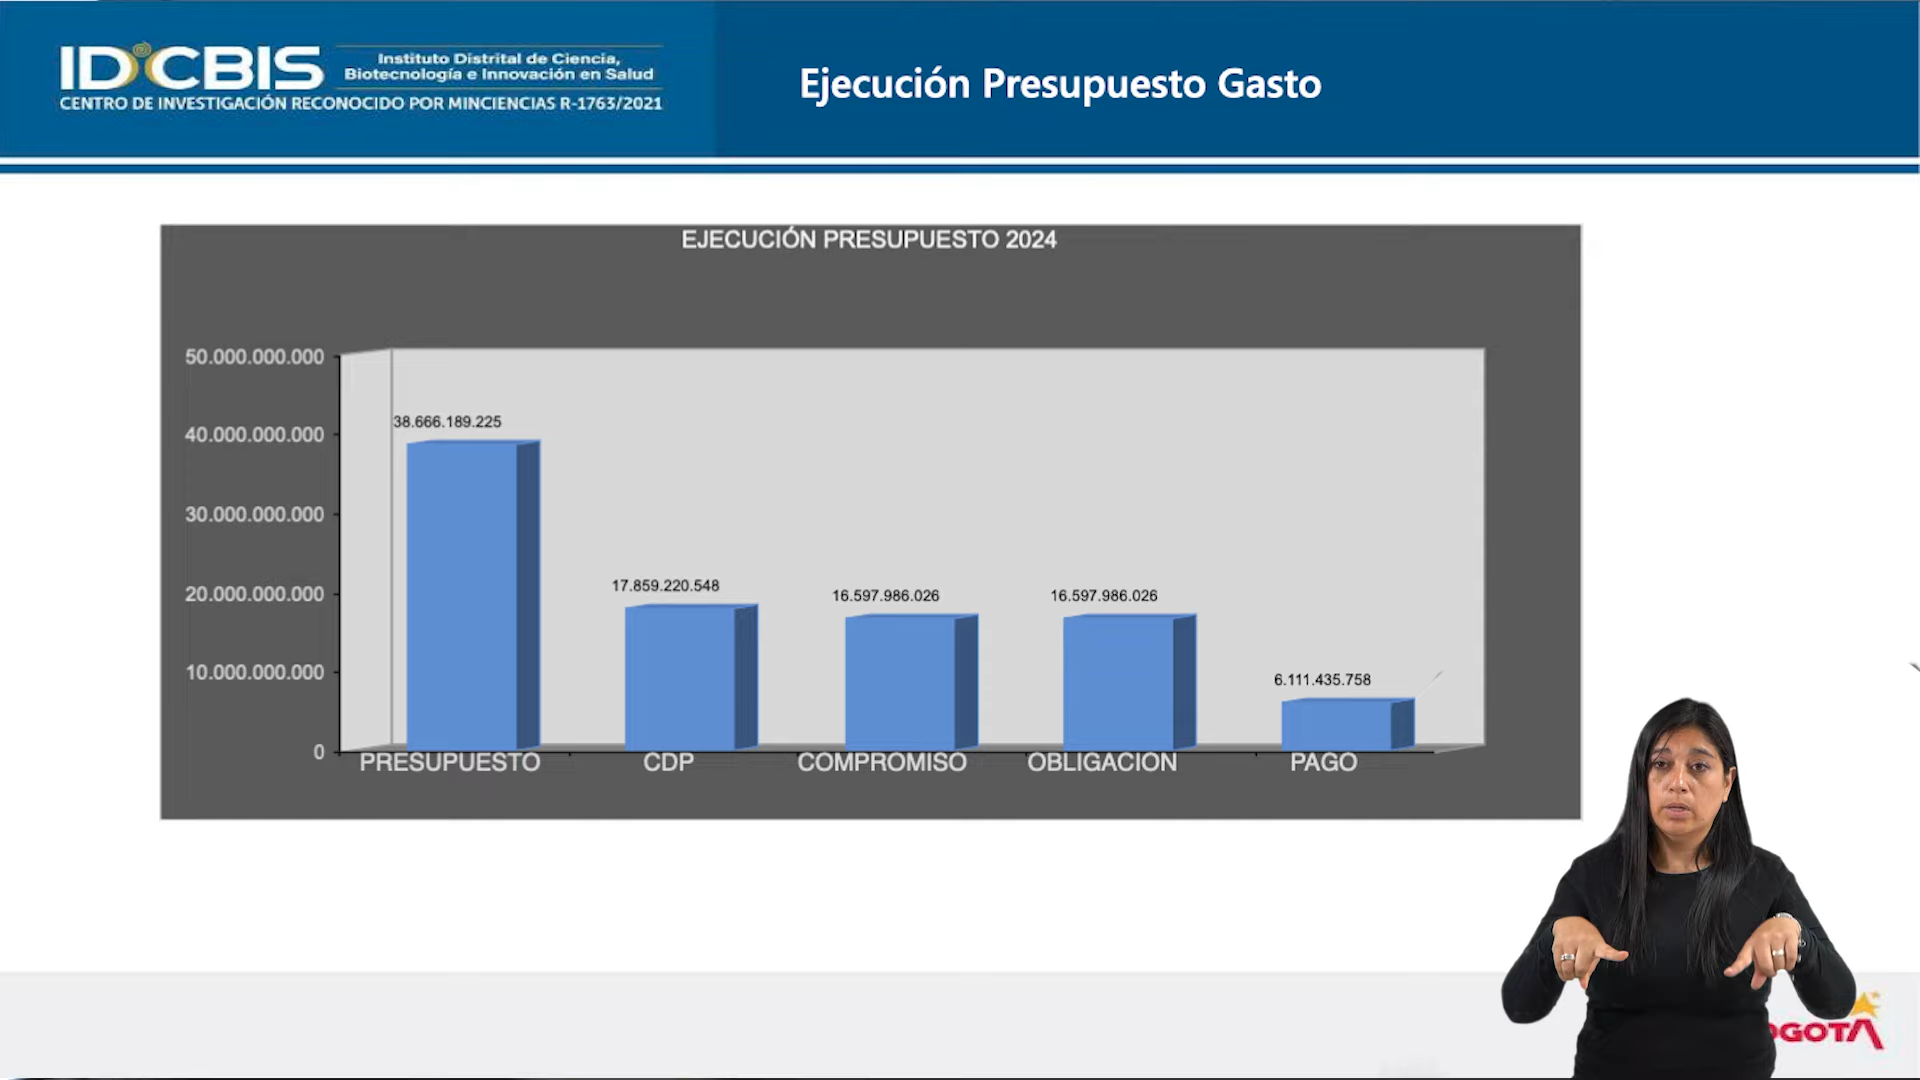 IDCBIS
Instituto Distrital de Ciencia,
Biotecnología e Innovación en Salud
CENTRO DE INVESTIGACIÓN RECONOCIDO POR MINCIENCIAS R-1763/2021
Ejecución Presupuesto Gasto
EJECUCIÓN PRESUPUESTO 2024
50.000.000.000
40.000.000.000
30.000.000.000
20.000.000.000
10.000.000.000
0
38.666.189.225
17.859.220.548
16.597.986.026
16.597.986.026
6.111.435.758
PRESUPUESTO CDP COMPROMISO OBLIGACION PAGO
OGOTA